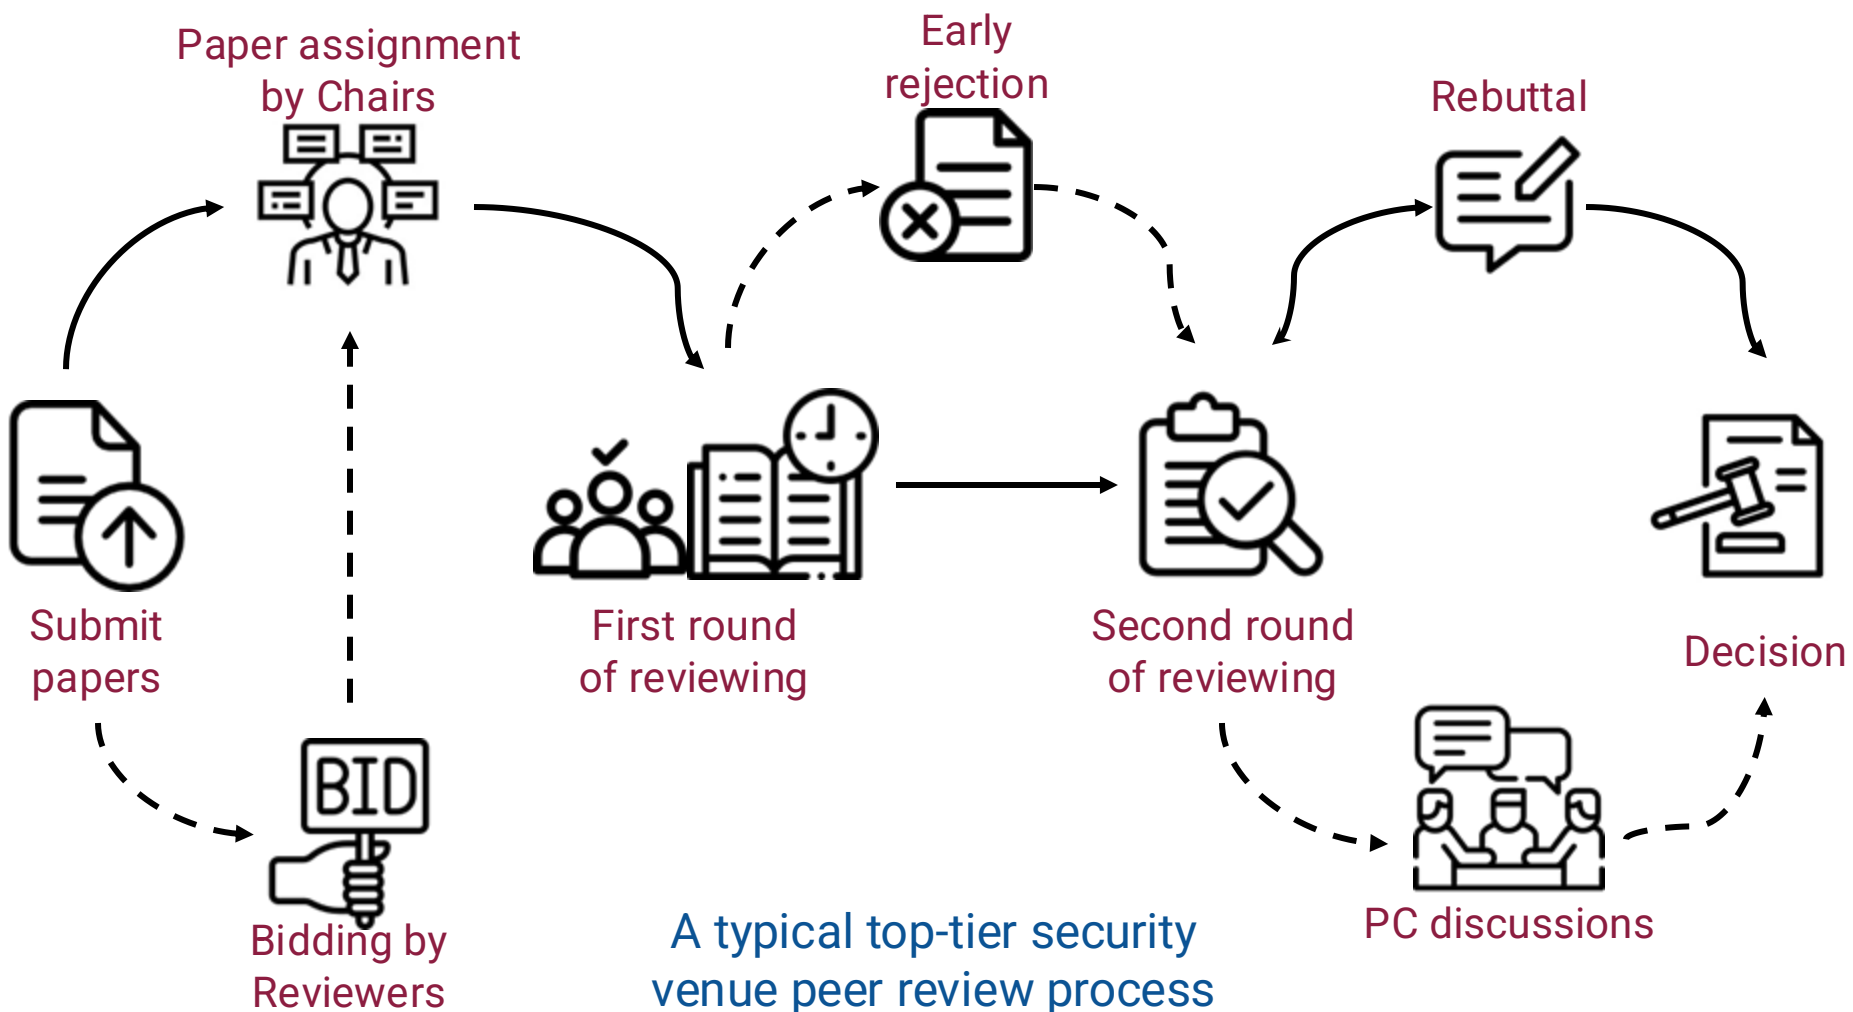 Paper assignment
by Chairs
Early
rejection
Rebuttal
Submit
papers
First round
of reviewing
Second round
of reviewing
Decision
BID
Bidding by
Reviewers
PC discussions
A typical top-tier security
venue peer review process